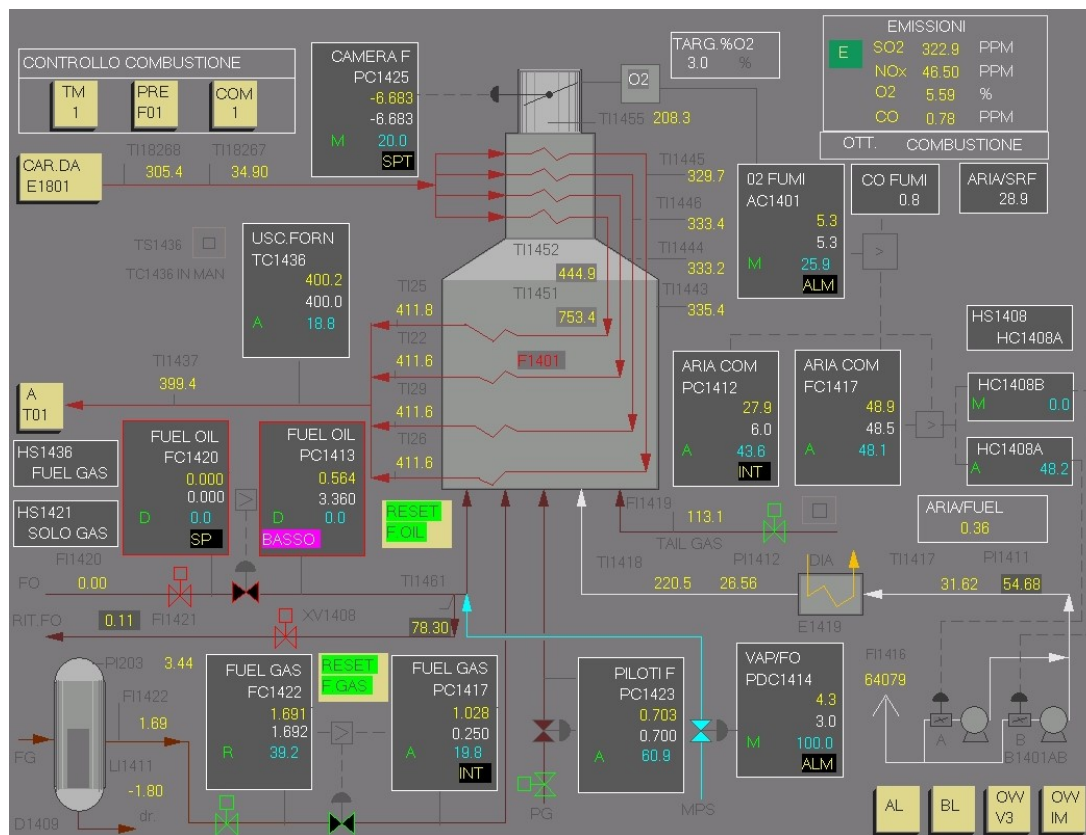 CONTROLLO COMBUSTIONE
TM
1
PRE
F01
COM
1
CAMERA F
PC1425
-6.683
-6.683
M 20.0
SPT
O2
TARG.%O2
3.0 %
EMISSIONI
E
SO2 322.9 PPM
NOx 46.50 PPM
O2 5.59 %
CO 0.78 PPM
OTT. COMBUSTIONE
TI1455 208.3
CAR.DA
E1801
TI18268
305.4
TI18267
34.90
TI1445
329.7
TI1446
333.4
TI1444
333.2
TI1443
335.4
02 FUMI
AC1401
5.3
5.3
M 25.9
ALM
CO FUMI
0.8
ARIA/SRF
28.9
>
TS1436
TC1436 IN MAN
USC.FORN
TC1436
400.2
400.0
A 18.8
TI1452
444.9
TI1451
753.4
F1401
TI25
411.8
TI22
411.6
TI29
411.6
TI26
411.6
TI1437
399.4
A
T01
HS1408
HC1408A
ARIA COM
PC1412
27.9
6.0
A 43.6
INT
ARIA COM
FC1417
48.9
48.5
A 48.1
>
HC1408B
M 0.0
HC1408A
A 48.2
HS1436
FUEL GAS
HS1421
SOLO GAS
FUEL OIL
FC1420
0.000
0.000
D 0.0
SP
>
FUEL OIL
PC1413
0.564
3.360
D 0.0
BASSO
RESET
F.OIL
FI1419
113.1
TAIL GAS
ARIA/FUEL
0.36
FI1420
FO 0.00
TI1461
78.30
TI1418
220.5
PI1412
26.56
DIA
E1419
TI1417
31.62
PI1411
54.68
RIT.FO 0.11
FI1421
XV1408
PI203 3.44
FI1422
1.69
FG
LI1411
-1.80
D1409
dr.
FUEL GAS
FC1422
1.691
1.692
R 39.2
RESET
F.GAS
>
FUEL GAS
PC1417
1.028
0.250
A 19.8
INT
PG
PILOTI F
PC1423
0.703
0.700
A 60.9
MPS
VAP/FO
PDC1414
4.3
3.0
M 100.0
ALM
FI1416
64079
A
B
B1401AB
AL
BL
OW
V3
OW
IM